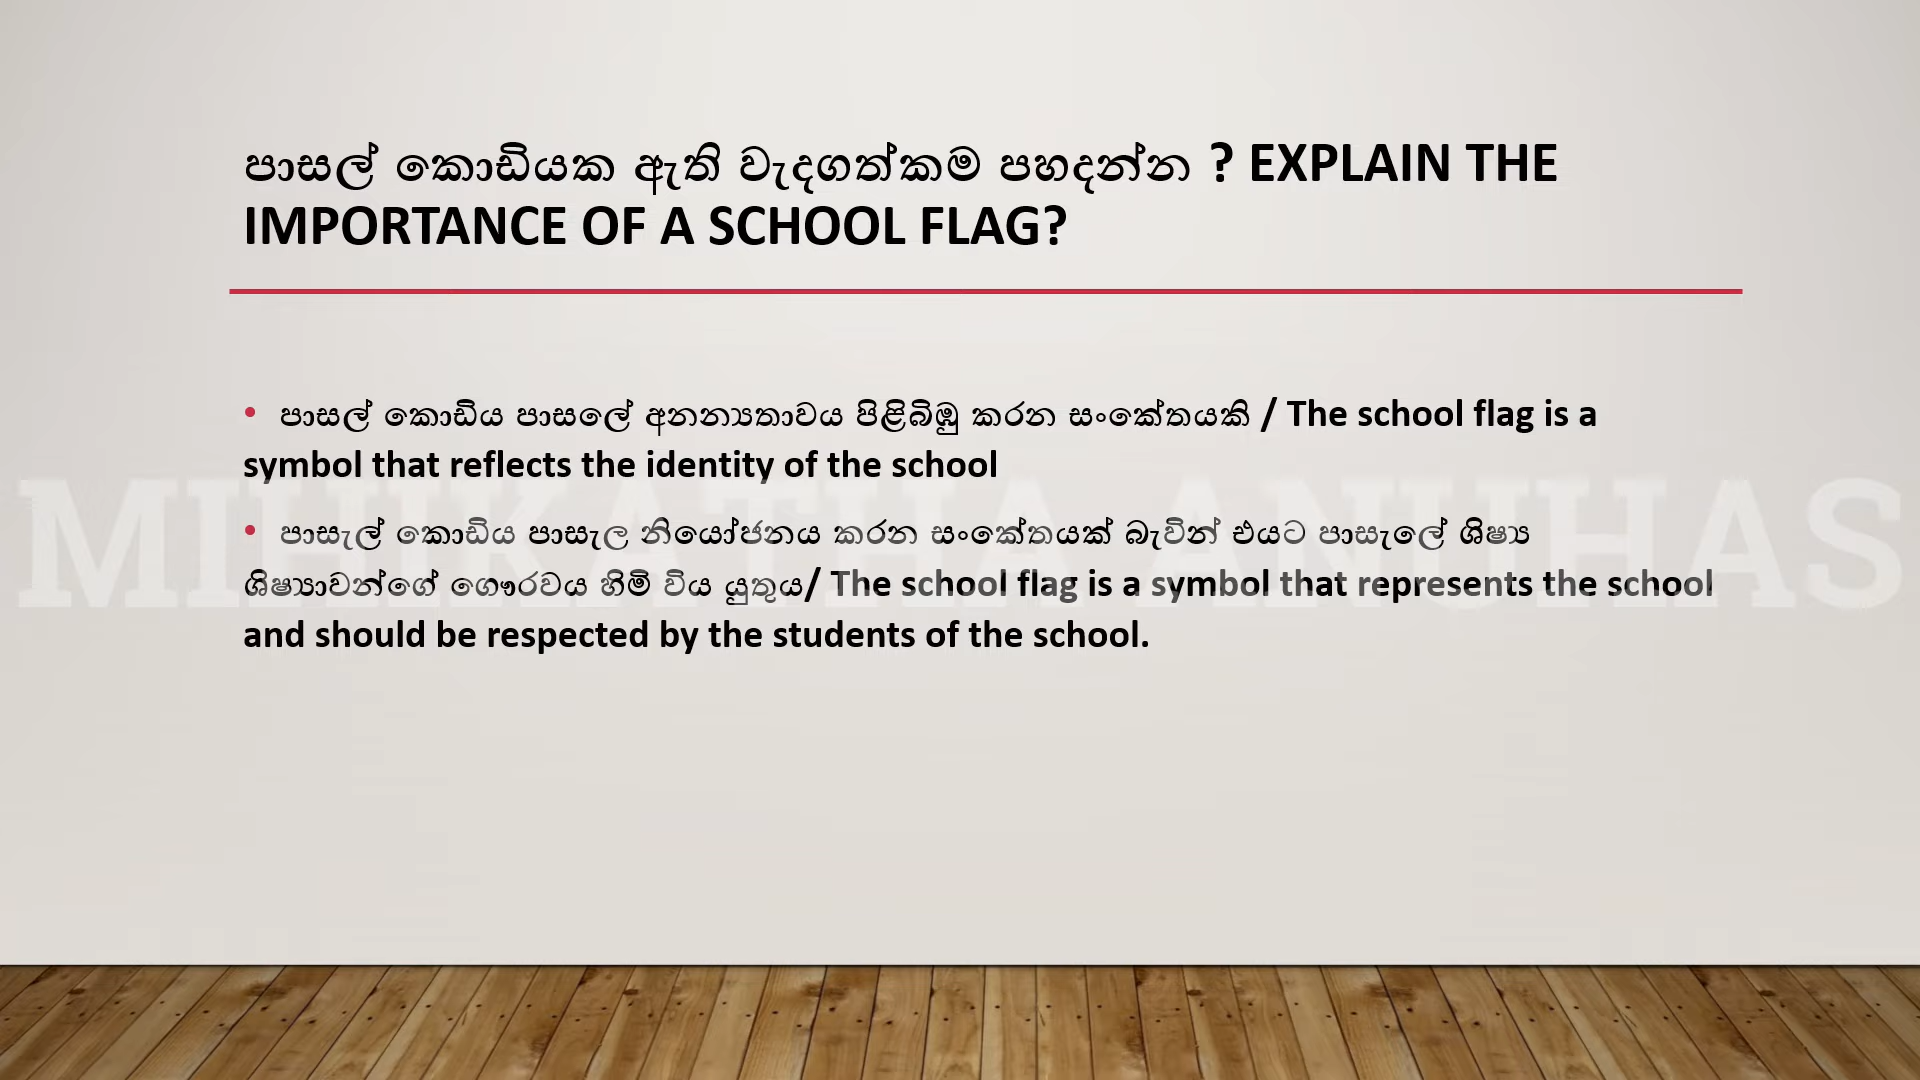 පාසල් කොඩියක ඇති වැදගත්කම පහදන්න ? EXPLAIN THE
IMPORTANCE OF A SCHOOL FLAG?
• පාසල් කොඩිය පාසලේ අනන්‍යතාවය පිළිබිඹු කරන සංකේතයකි / The school flag is a
symbol that reflects the identity of the school
• පාසැල් කොඩිය පාසැල නියෝජනය කරන සංකේතයක් බැවින් එයට පාසැලේ ශිෂ්‍ය
ශිෂ්‍යාවන්ගේ ගෞරවය හිමි විය යුතුය/ The school flag is a symbol that represents the school
and should be respected by the students of the school.
MIHIKATHA ANUHAS